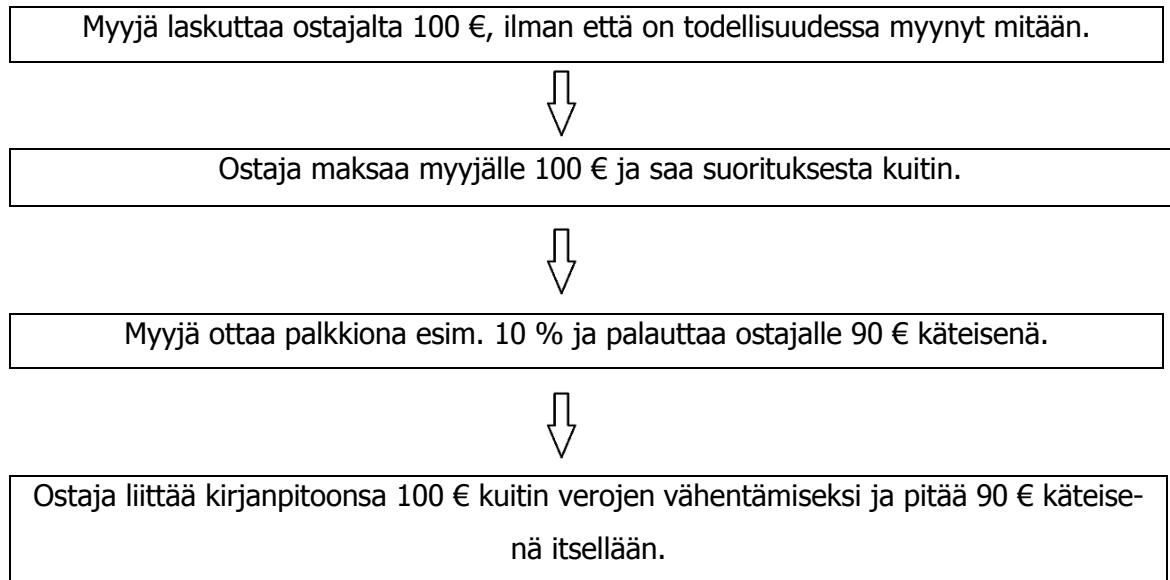 Myyjä laskuttaa ostajalta 100 €, ilman että on todellisuudessa myynyt mitään.
Ostaja maksaa myyjälle 100 € ja saa suorituksesta kuitin.
Myyjä ottaa palkkiona esim. 10 % ja palauttaa ostajalle 90 € käteisenä.
Ostaja liittää kirjanpitoonsa 100 € kuitin verojen vähentämiseksi ja pitää 90 € käteise-
nä itsellään.